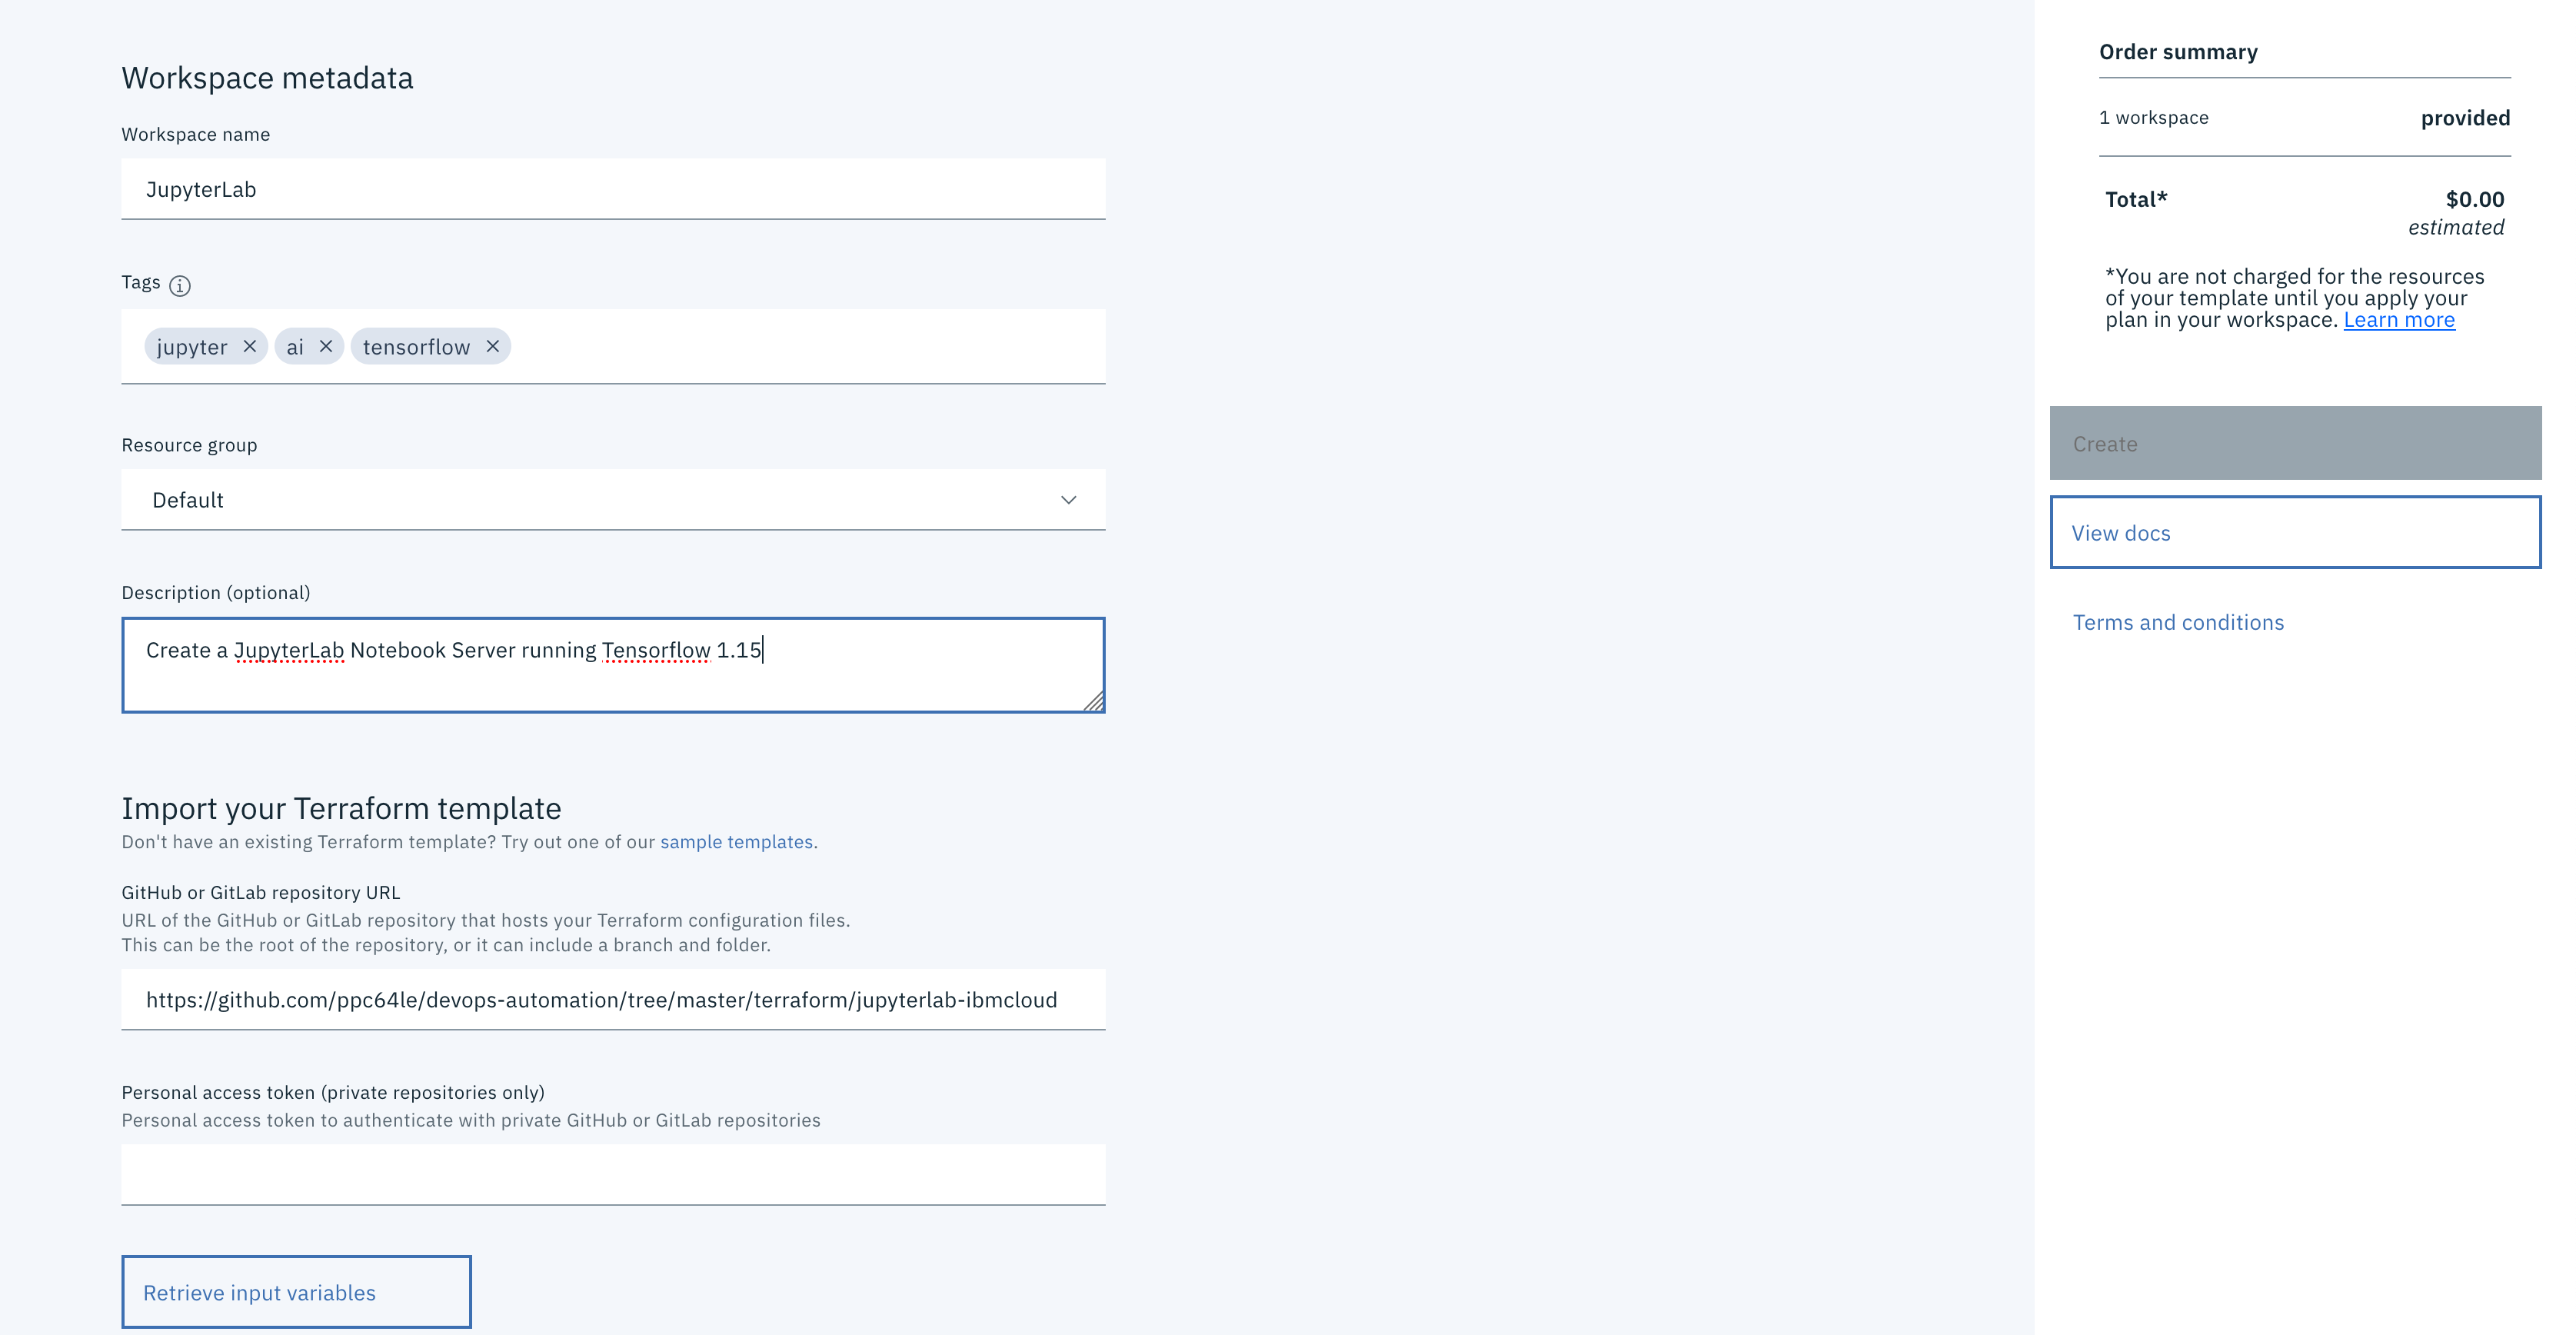 Workspace metadata
Workspace name
JupyterLab
Tags
jupyter
ai
tensorflow
Resource group
Default
Description (optional)
Create a JupyterLab Notebook Server running Tensorflow 1.15
Import your Terraform template
Don't have an existing Terraform template? Try out one of our sample templates.
GitHub or GitLab repository URL
URL of the GitHub or GitLab repository that hosts your Terraform configuration files.
This can be the root of the repository, or it can include a branch and folder.
https://github.com/ppc64le/devops-automation/tree/master/terraform/jupyterlab-ibmcloud
Personal access token (private repositories only)
Personal access token to authenticate with private GitHub or GitLab repositories
Retrieve input variables
Order summary
1 workspace provided
Total* $0.00
estimated
*You are not charged for the resources
of your template until you apply your
plan in your workspace. Learn more
Create
View docs
Terms and conditions